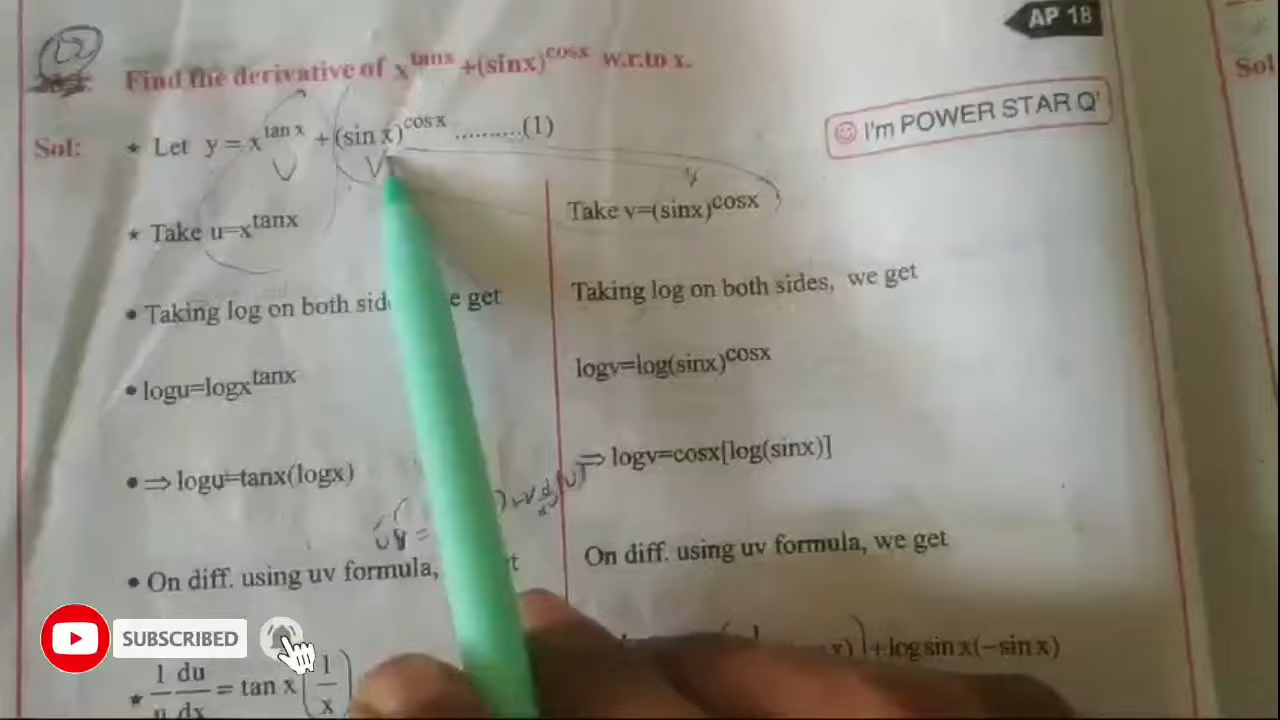 AP 18
Find the derivative of x^tanx +(sinx)^cosx w.r.to x.
Sol
I'm POWER STAR Q'
Sol: * Let y = x^tan x + (sin x)^cos x ..........(1)
U V
* Take u=x^tanx
• Taking log on both sid e get
• logu=logx^tanx
• ⇒ logu=tanx(logx)
uv =
• On diff. using uv formula,
* 1/u du/dx = tan x (1/x)
Take v=(sinx)^cosx
Taking log on both sides, we get
logv=log(sinx)^cosx
⇒ logv=cosx[log(sinx)]
On diff. using uv formula, we get
+logsin x(−sin x)
SUBSCRIBED